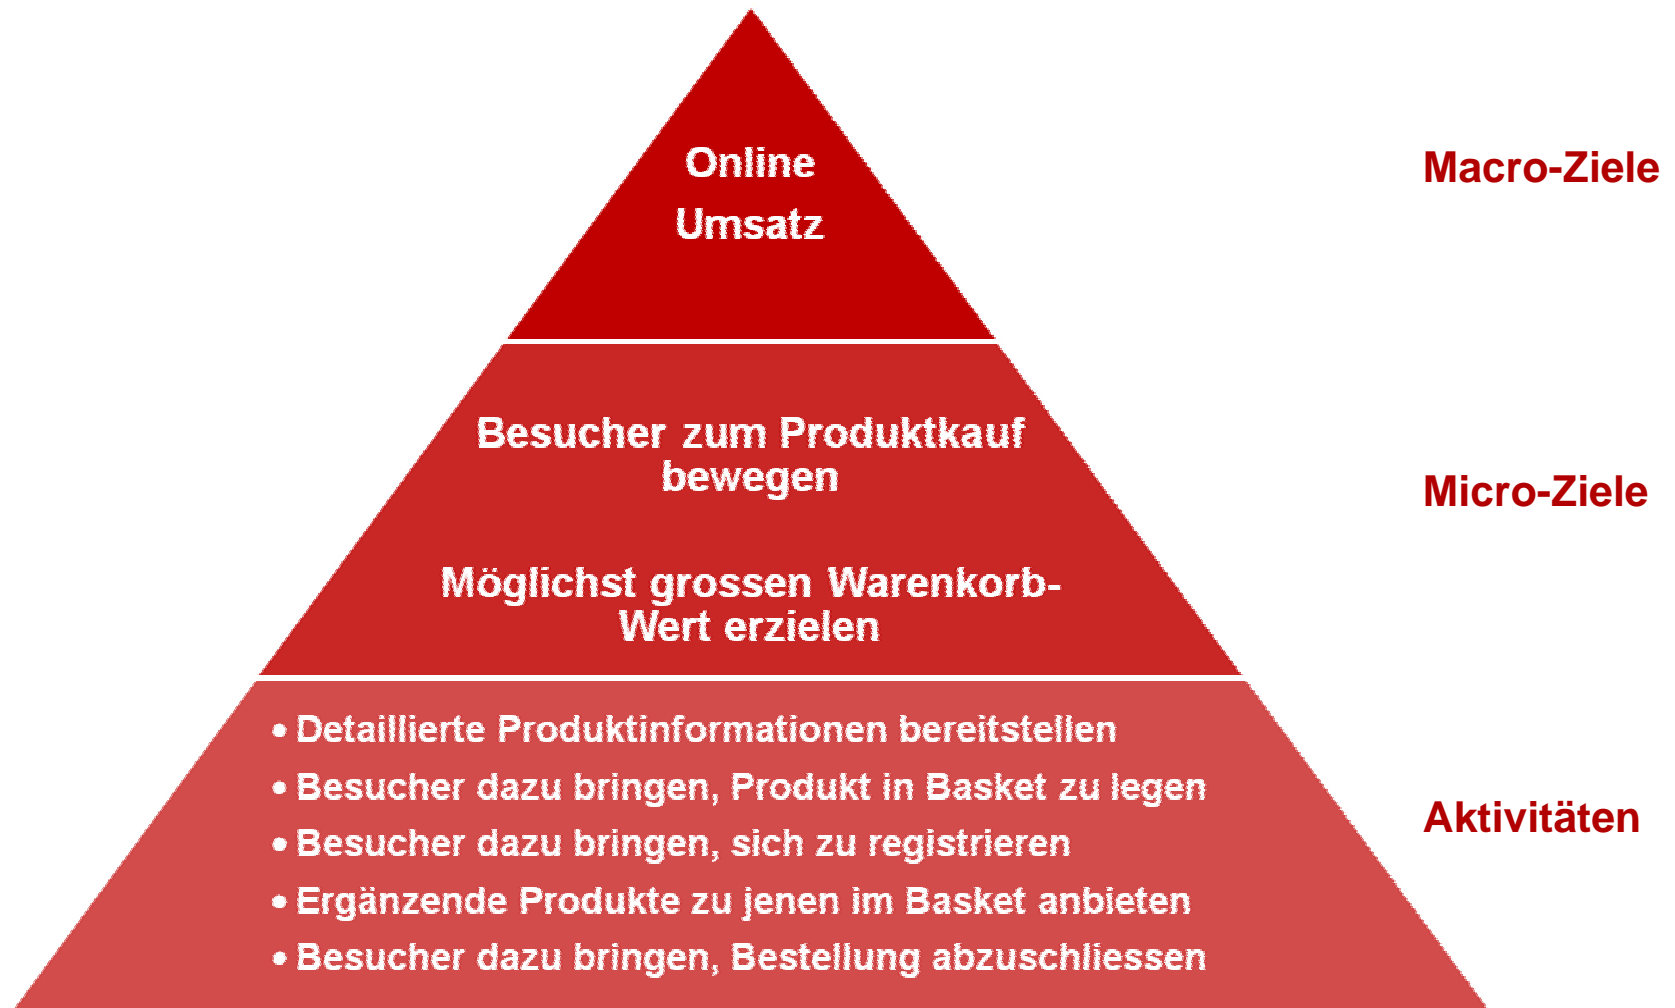 Online
Umsatz
Macro-Ziele
Besucher zum Produktkauf
bewegen
Möglichst grossen Warenkorb-
Wert erzielen
Micro-Ziele
• Detaillierte Produktinformationen bereitstellen
• Besucher dazu bringen, Produkt in Basket zu legen
• Besucher dazu bringen, sich zu registrieren
• Ergänzende Produkte zu jenen im Basket anbieten
• Besucher dazu bringen, Bestellung abzuschliessen
Aktivitäten